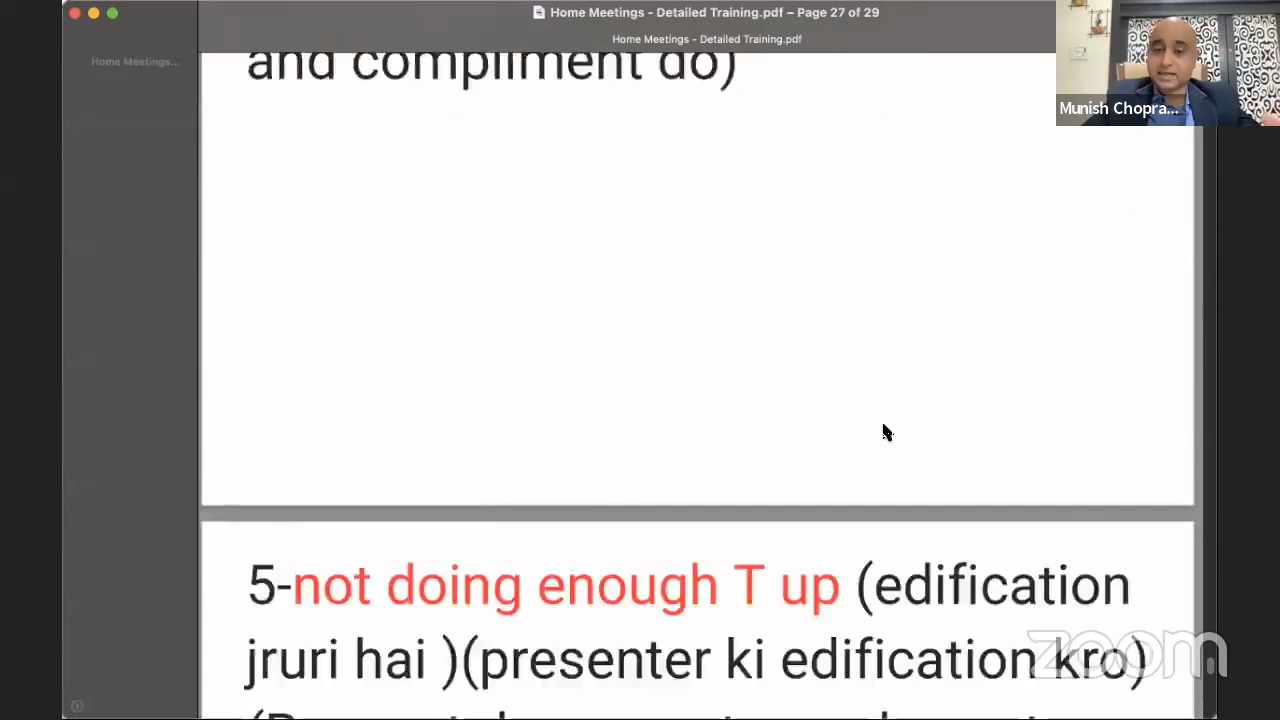 Home Meetings - Detailed Training.pdf – Page 27 of 29
Home Meetings - Detailed Training.pdf
Home Meetings...
Munish Chopra...
and compliment do)
5-not doing enough T up (edification
jruri hai )(presenter ki edification kro)
zoom